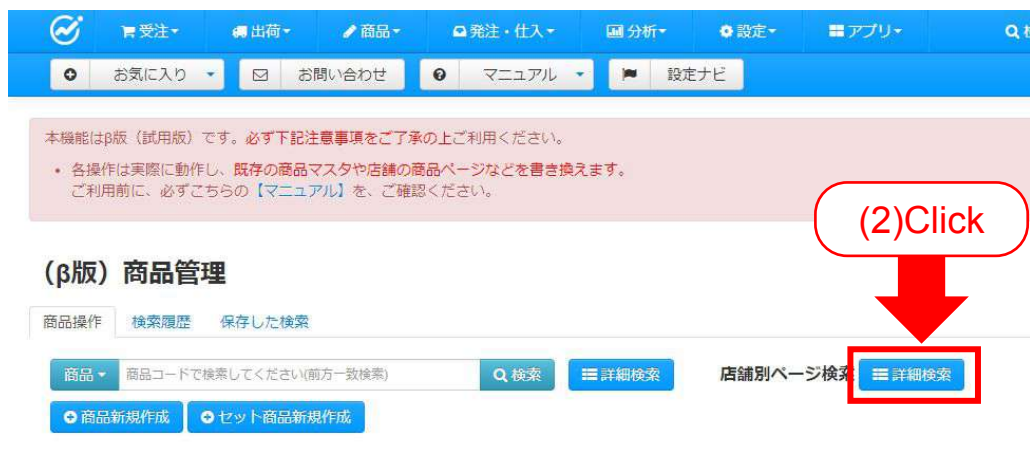 受注 出荷 商品 発注・仕入 分析 設定 アプリ
お気に入り お問い合わせ マニュアル 設定ナビ
本機能はβ版（試用版）です。必ず下記注意事項をご了承の上ご利用ください。
• 各操作は実際に動作し、既存の商品マスタや店舗の商品ページなどを書き換えます。
ご利用前に、必ずこちらの【マニュアル】を、ご確認ください。
(2)Click
（β版）商品管理
商品操作 検索履歴 保存した検索
商品 商品コードで検索してください(前方一致検索) 検索 詳細検索 店舗別ページ検索 詳細検索
商品新規作成 セット商品新規作成